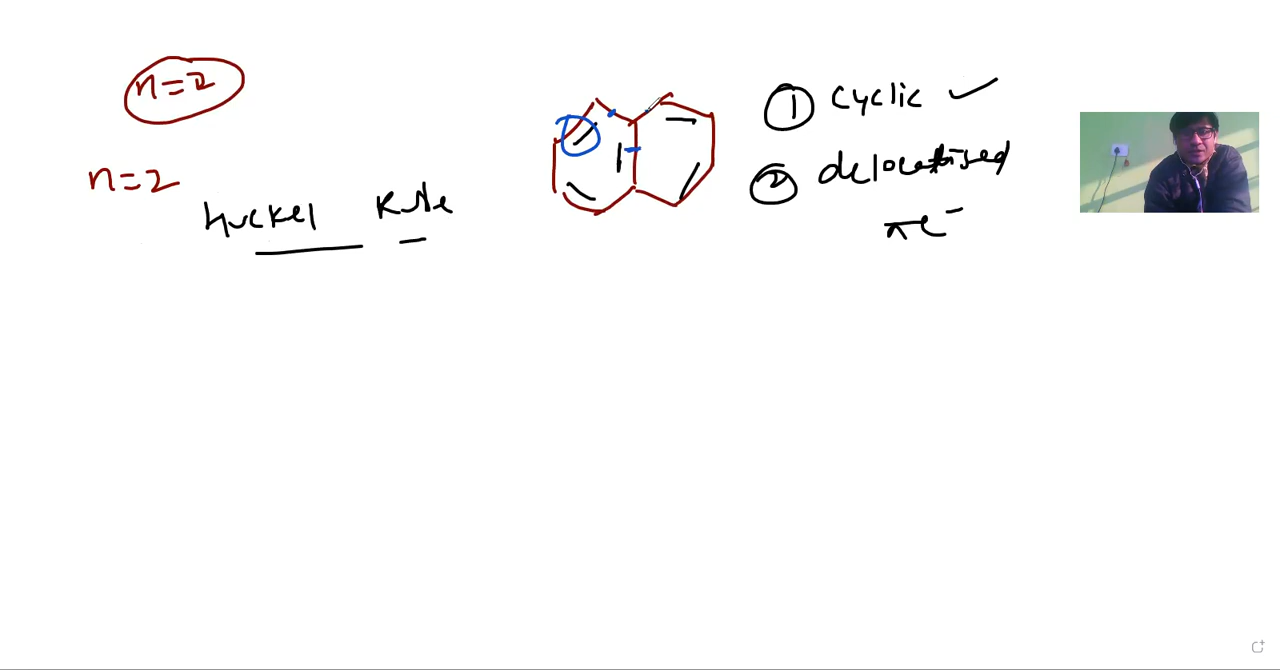 n=2
n=2
Huckel Rule
① cyclic ✓
② delocalised
πe⁻